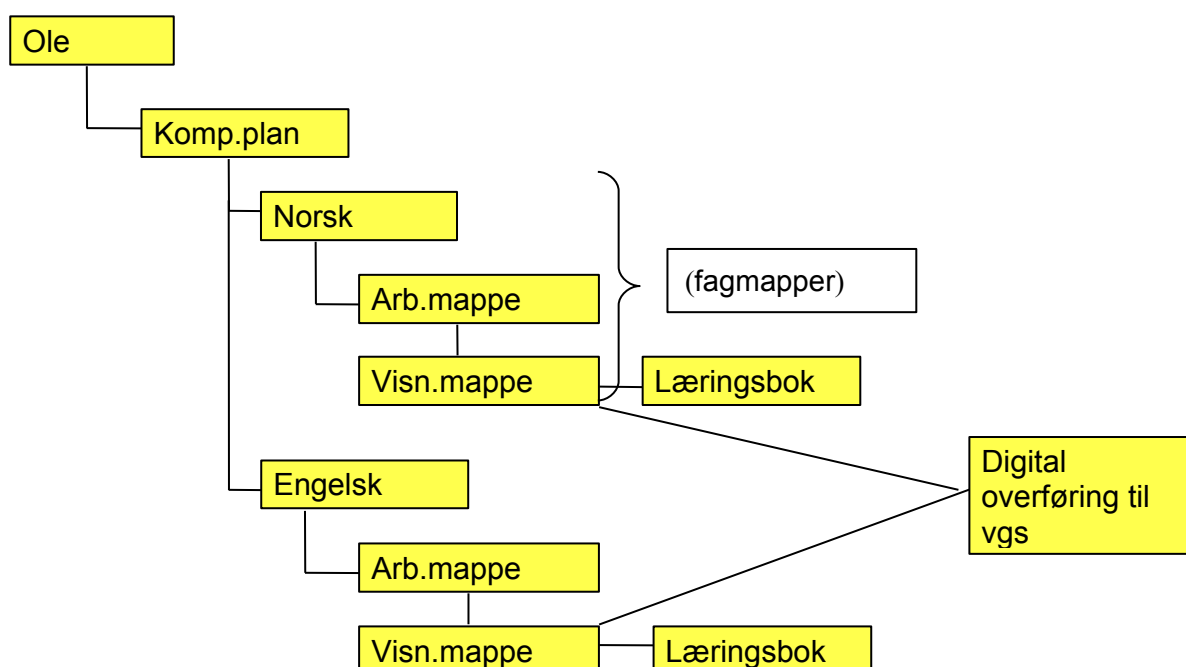 Ole
Komp.plan
Norsk
(fagmapper)
Arb.mappe
Visn.mappe
Læringsbok
Digital
overføring til
vgs
Engelsk
Arb.mappe
Visn.mappe
Læringsbok